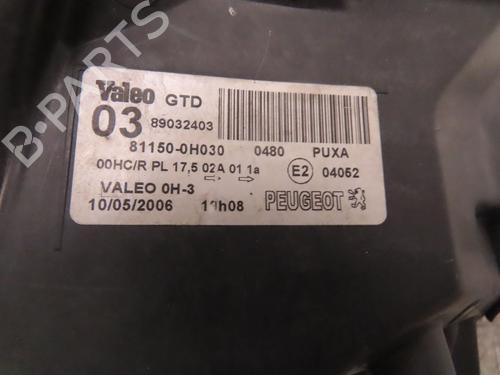 Valeo GTD
03 89032403
81150-0H030 0480 PUXA
00HC/R PL 17,5 02A 01 1a E2 04052
VALEO 0H-3
10/05/2006 11h08 PEUGEOT
B-PARTS